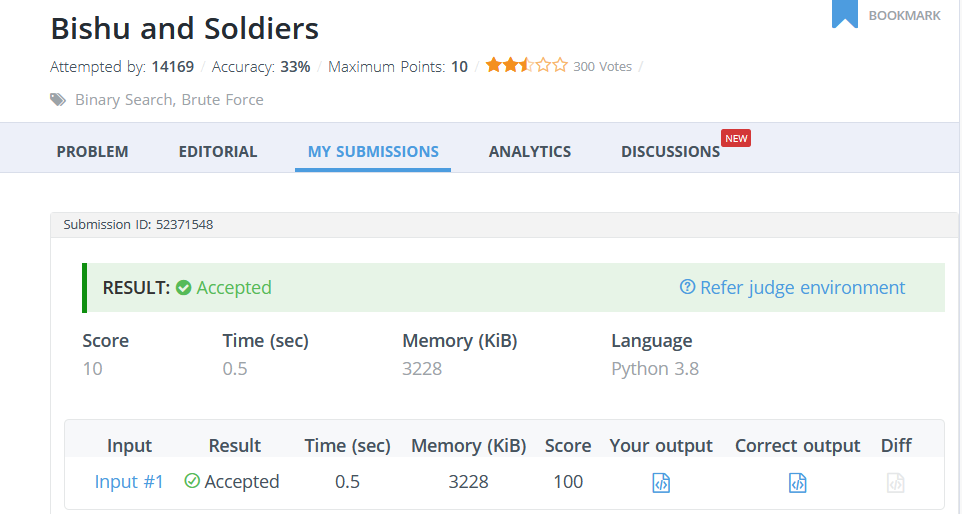 Bishu and Soldiers
BOOKMARK
Attempted by: 14169 / Accuracy: 33% / Maximum Points: 10 / 300 Votes /
Binary Search, Brute Force
NEW
PROBLEM EDITORIAL MY SUBMISSIONS ANALYTICS DISCUSSIONS
Submission ID: 52371548
RESULT: Accepted Refer judge environment
Score Time (sec) Memory (KiB) Language
10 0.5 3228 Python 3.8
Input Result Time (sec) Memory (KiB) Score Your output Correct output Diff
Input #1 Accepted 0.5 3228 100